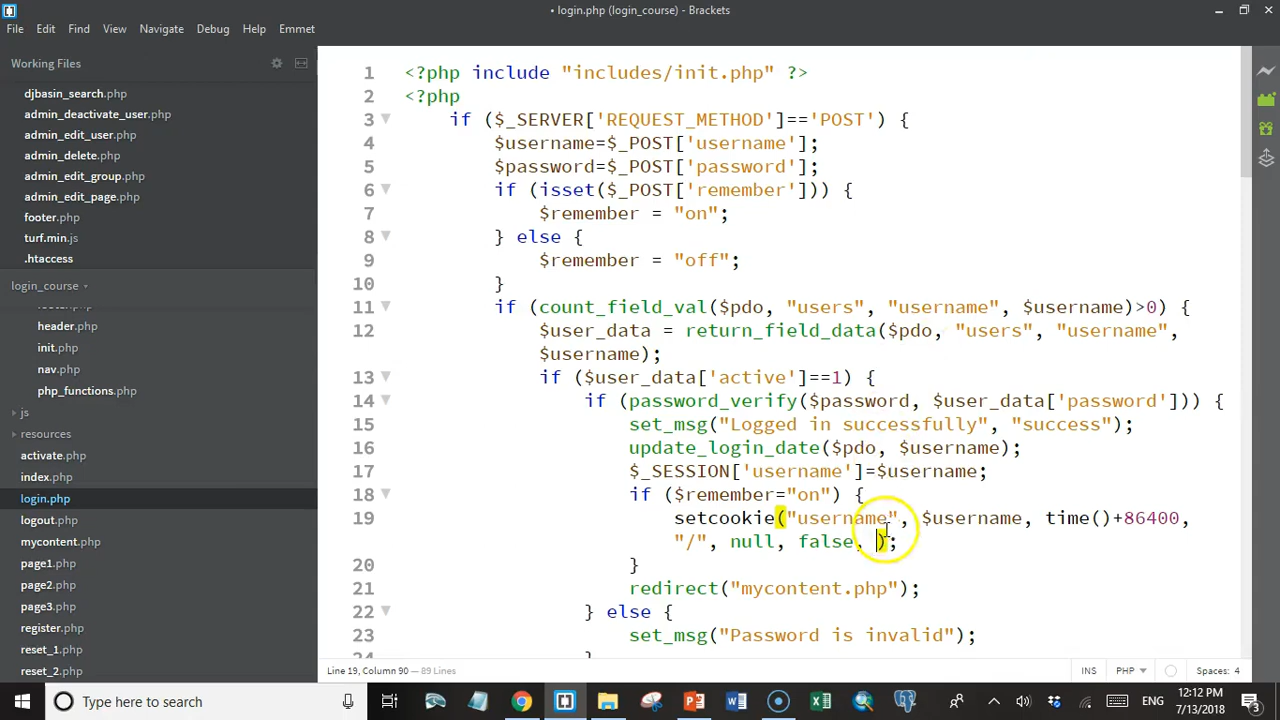 • login.php (login_course) - Brackets
File Edit Find View Navigate Debug Help Emmet
Working Files
djbasin_search.php
admin_deactivate_user.php
admin_edit_user.php
admin_delete.php
admin_edit_group.php
admin_edit_page.php
footer.php
turf.min.js
.htaccess
login_course
header.php
init.php
nav.php
php_functions.php
js
resources
activate.php
index.php
login.php
logout.php
mycontent.php
page1.php
page2.php
page3.php
register.php
reset_1.php
reset_2.php
1 <?php include "includes/init.php" ?>
2 <?php
3 if ($_SERVER['REQUEST_METHOD']=='POST') {
4 $username=$_POST['username'];
5 $password=$_POST['password'];
6 if (isset($_POST['remember'])) {
7 $remember = "on";
8 } else {
9 $remember = "off";
10 }
11 if (count_field_val($pdo, "users", "username", $username)>0) {
12 $user_data = return_field_data($pdo, "users", "username",
$username);
13 if ($user_data['active']==1) {
14 if (password_verify($password, $user_data['password'])) {
15 set_msg("Logged in successfully", "success");
16 update_login_date($pdo, $username);
17 $_SESSION['username']=$username;
18 if ($remember="on") {
19 setcookie("username", $username, time()+86400,
"/", null, false, );
20 }
21 redirect("mycontent.php");
22 } else {
23 set_msg("Password is invalid");
24 }
Line 19, Column 90 — 89 Lines
INS PHP Spaces: 4
Type here to search
ENG
12:12 PM
7/13/2018
3